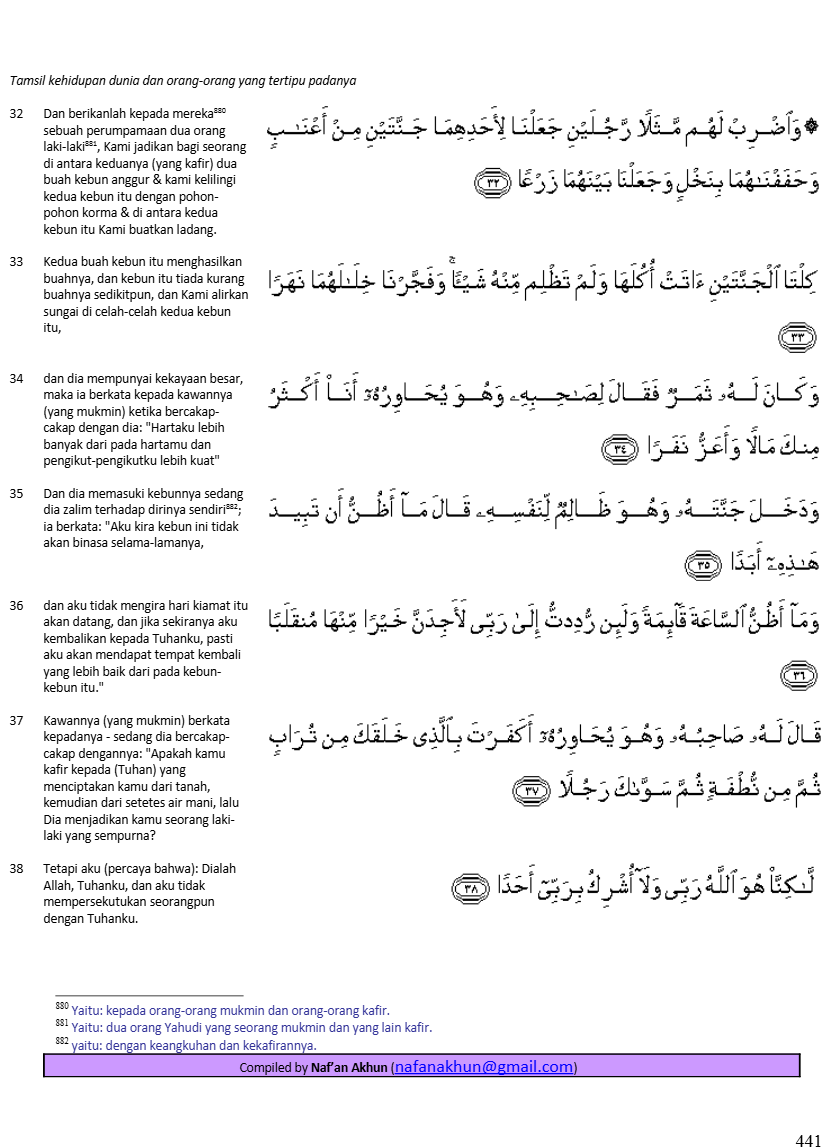 Tamsil kehidupan dunia dan orang-orang yang tertipu padanya
32 Dan berikanlah kepada mereka⁸⁸⁰
sebuah perumpamaan dua orang
laki-laki⁸⁸¹, Kami jadikan bagi seorang
di antara keduanya (yang kafir) dua
buah kebun anggur & kami kelilingi
kedua kebun itu dengan pohon-
pohon korma & di antara kedua
kebun itu Kami buatkan ladang.
۞ وَٱضْرِبْ لَهُم مَّثَلًا رَّجُلَيْنِ جَعَلْنَا لِأَحَدِهِمَا جَنَّتَيْنِ مِنْ أَعْنَـٰبٍ
وَحَفَفْنَـٰهُمَا بِنَخْلٍ وَجَعَلْنَا بَيْنَهُمَا زَرْعًا ٣٢
33 Kedua buah kebun itu menghasilkan
buahnya, dan kebun itu tiada kurang
buahnya sedikitpun, dan Kami alirkan
sungai di celah-celah kedua kebun
itu,
كِلْتَا ٱلْجَنَّتَيْنِ ءَاتَتْ أُكُلَهَا وَلَمْ تَظْلِم مِّنْهُ شَيْـًٔا ۚ وَفَجَّرْنَا خِلَـٰلَهُمَا نَهَرًا
٣٣
34 dan dia mempunyai kekayaan besar,
maka ia berkata kepada kawannya
(yang mukmin) ketika bercakap-
cakap dengan dia: "Hartaku lebih
banyak dari pada hartamu dan
pengikut-pengikutku lebih kuat"
وَكَانَ لَهُۥ ثَمَرٌ فَقَالَ لِصَـٰحِبِهِۦ وَهُوَ يُحَاوِرُهُۥٓ أَنَا۠ أَكْثَرُ
مِنكَ مَالًا وَأَعَزُّ نَفَرًا ٣٤
35 Dan dia memasuki kebunnya sedang
dia zalim terhadap dirinya sendiri⁸⁸²;
ia berkata: "Aku kira kebun ini tidak
akan binasa selama-lamanya,
وَدَخَلَ جَنَّتَهُۥ وَهُوَ ظَالِمٌ لِّنَفْسِهِۦ قَالَ مَآ أَظُنُّ أَن تَبِيدَ
هَـٰذِهِۦٓ أَبَدًا ٣٥
36 dan aku tidak mengira hari kiamat itu
akan datang, dan jika sekiranya aku
kembalikan kepada Tuhanku, pasti
aku akan mendapat tempat kembali
yang lebih baik dari pada kebun-
kebun itu."
وَمَآ أَظُنُّ ٱلسَّاعَةَ قَآئِمَةً وَلَئِن رُّدِدتُّ إِلَىٰ رَبِّى لَأَجِدَنَّ خَيْرًا مِّنْهَا مُنقَلَبًا
٣٦
37 Kawannya (yang mukmin) berkata
kepadanya - sedang dia bercakap-
cakap dengannya: "Apakah kamu
kafir kepada (Tuhan) yang
menciptakan kamu dari tanah,
kemudian dari setetes air mani, lalu
Dia menjadikan kamu seorang laki-
laki yang sempurna?
قَالَ لَهُۥ صَاحِبُهُۥ وَهُوَ يُحَاوِرُهُۥٓ أَكَفَرْتَ بِٱلَّذِى خَلَقَكَ مِن تُرَابٍ
ثُمَّ مِن نُّطْفَةٍ ثُمَّ سَوَّىٰكَ رَجُلًا ٣٧
38 Tetapi aku (percaya bahwa): Dialah
Allah, Tuhanku, dan aku tidak
mempersekutukan seorangpun
dengan Tuhanku.
لَّـٰكِنَّا۠ هُوَ ٱللَّهُ رَبِّى وَلَآ أُشْرِكُ بِرَبِّىٓ أَحَدًا ٣٨
⁸⁸⁰ Yaitu: kepada orang-orang mukmin dan orang-orang kafir.
⁸⁸¹ Yaitu: dua orang Yahudi yang seorang mukmin dan yang lain kafir.
⁸⁸² yaitu: dengan keangkuhan dan kekafirannya.
Compiled by Naf’an Akhun (nafanakhun@gmail.com)
441